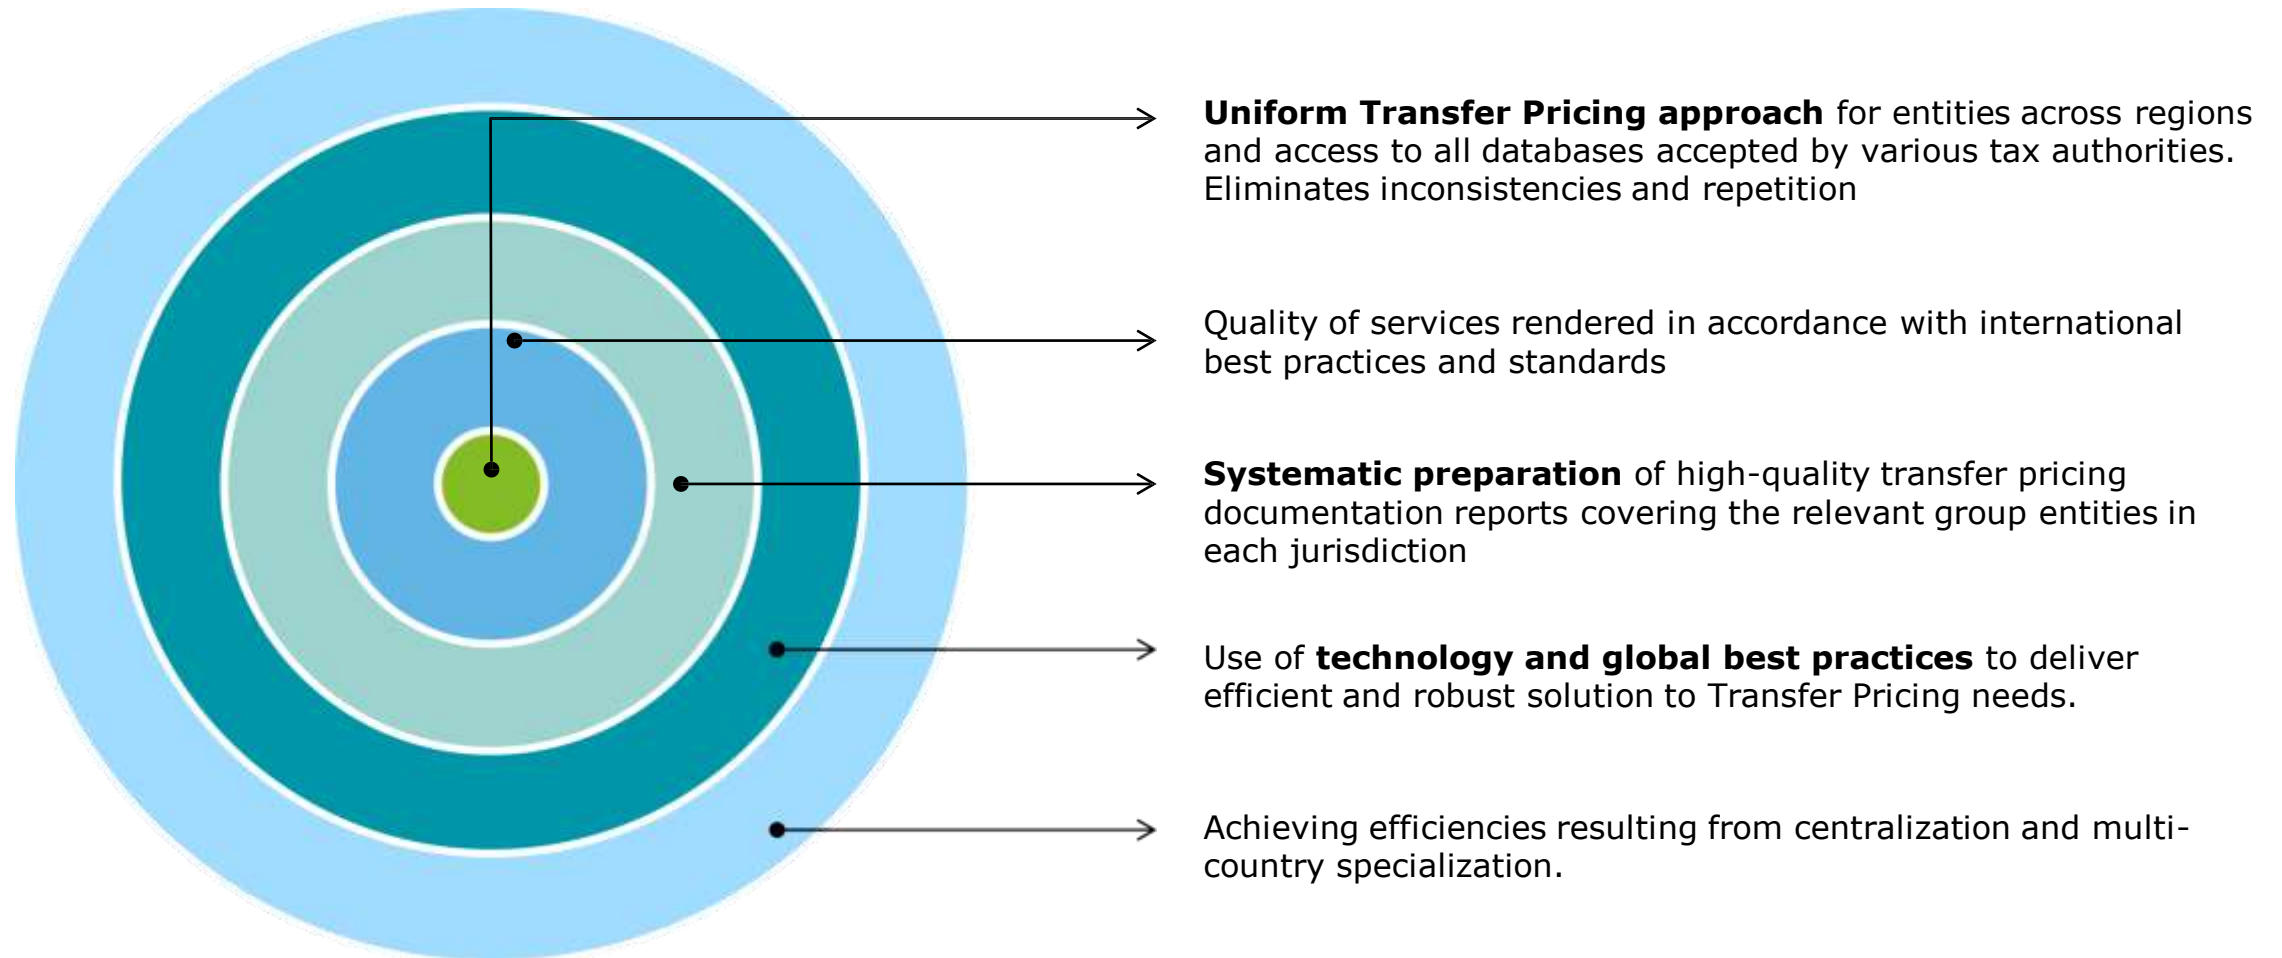 Uniform Transfer Pricing approach for entities across regions
and access to all databases accepted by various tax authorities.
Eliminates inconsistencies and repetition
Quality of services rendered in accordance with international
best practices and standards
Systematic preparation of high-quality transfer pricing
documentation reports covering the relevant group entities in
each jurisdiction
Use of technology and global best practices to deliver
efficient and robust solution to Transfer Pricing needs.
Achieving efficiencies resulting from centralization and multi-
country specialization.